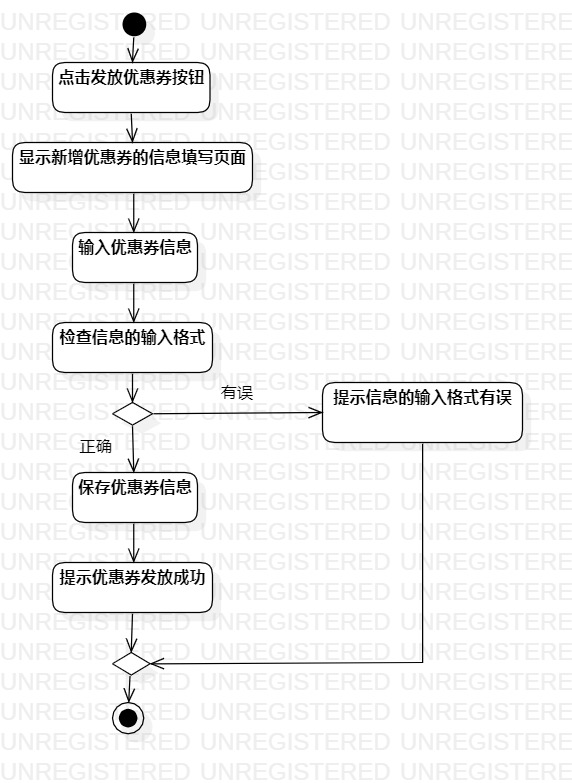 点击发放优惠券按钮
显示新增优惠券的信息填写页面
输入优惠券信息
检查信息的输入格式
有误
提示信息的输入格式有误
正确
保存优惠券信息
提示优惠券发放成功
UNREGISTERED